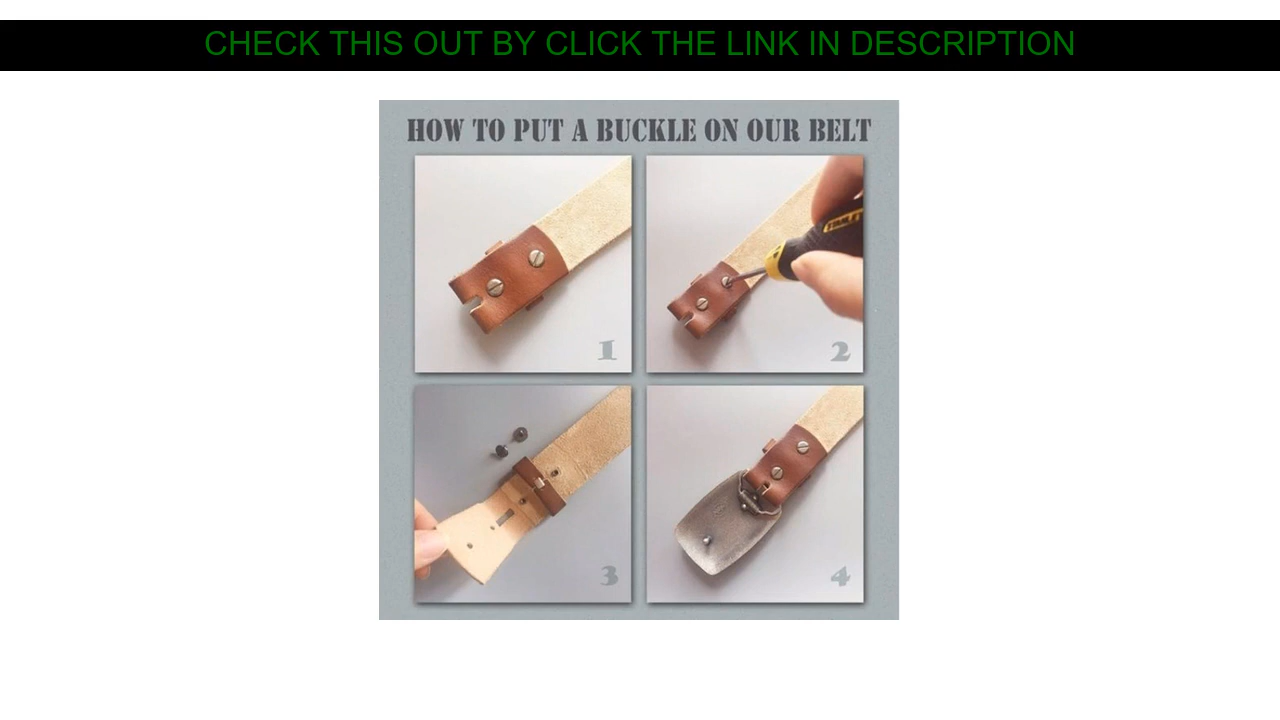 CHECK THIS OUT BY CLICK THE LINK IN DESCRIPTION
HOW TO PUT A BUCKLE ON OUR BELT
1
2
3
4